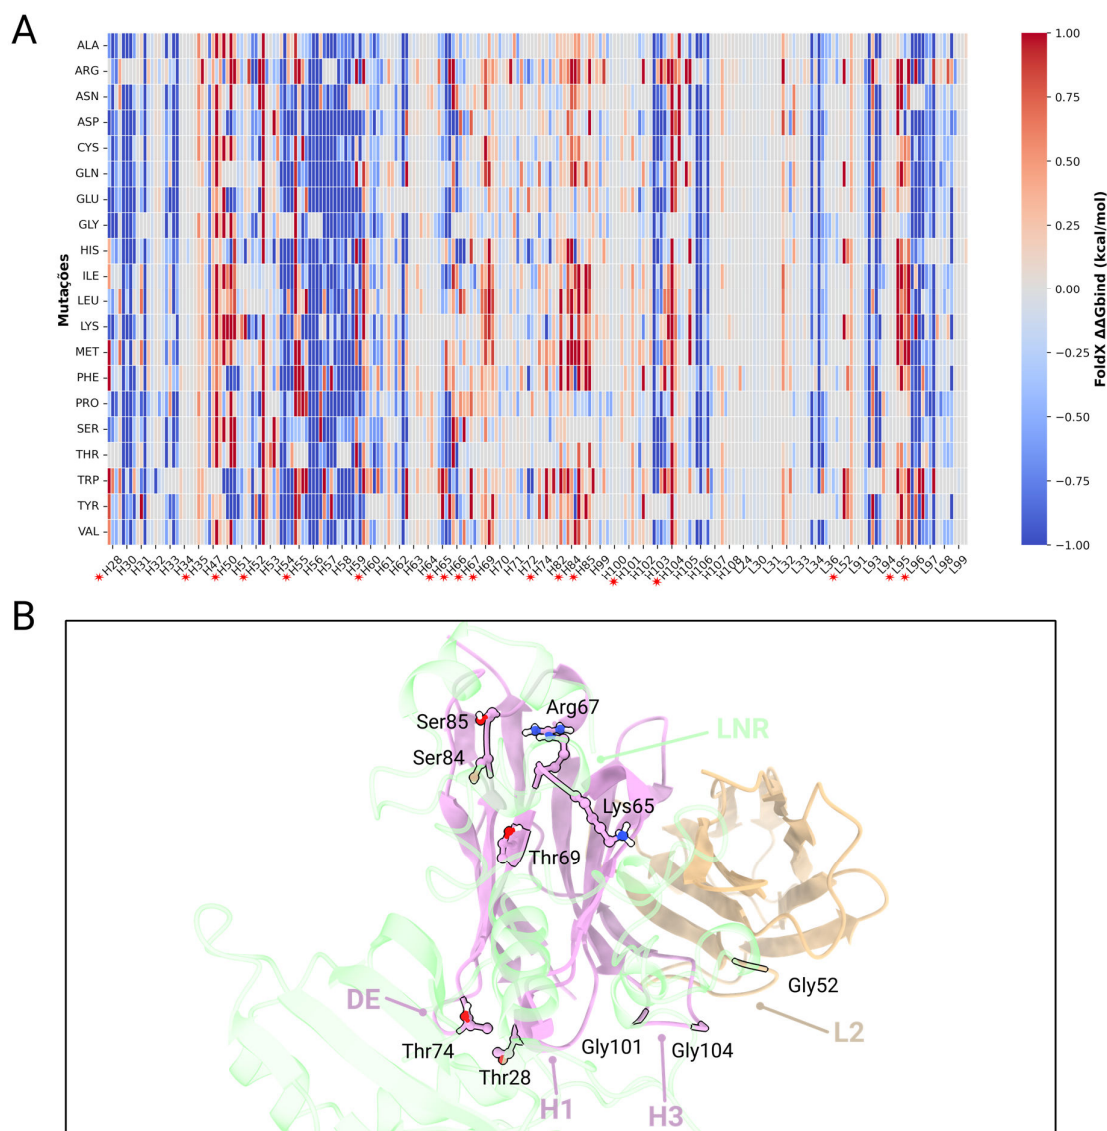 A
ALA
ARG
ASN
ASP
CYS
GLN
GLU
GLY
HIS
ILE
LEU
LYS
MET
PHE
PRO
SER
THR
TRP
TYR
VAL
Mutações
H28 H30 H31 H32 H33 H34 H35 H47 H50 H51 H52 H53 H54 H55 H56 H57 H58 H59 H60 H61 H62 H63 H64 H65 H66 H67 H69 H70 H71 H72 H74 H82 H84 H85 H99 H100 H101 H102 H103 H104 H105 H106 H107 H108 L24 L30 L31 L32 L33 L34 L36 L52 L91 L93 L94 L95 L96 L97 L98 L99
1.00
0.75
0.50
0.25
0.00
−0.25
−0.50
−0.75
−1.00
FoldX ΔΔGbind (kcal/mol)
B
Ser85
Arg67
LNR
Ser84
Lys65
Thr69
Gly52
DE
L2
Thr74
Gly101
Gly104
Thr28
H1
H3